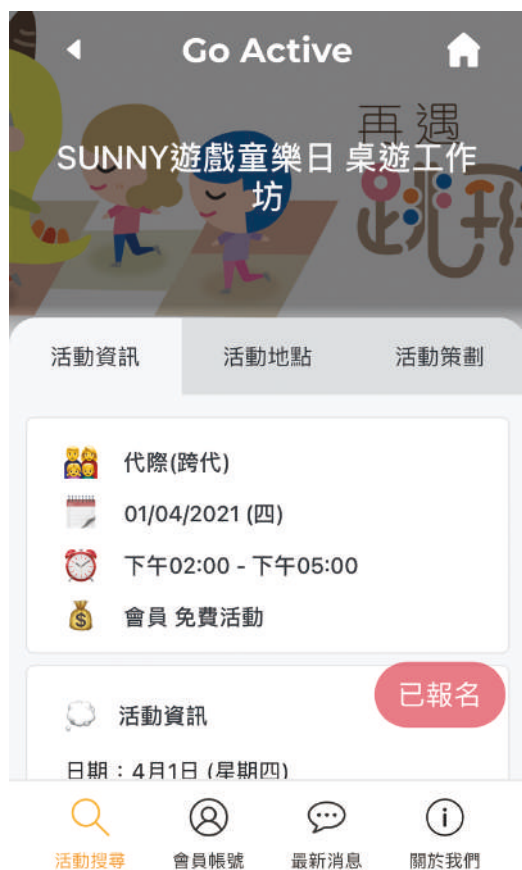 Go Active
再遇
SUNNY遊戲童樂日 桌遊工作
坊
活動資訊
活動地點
活動策劃
代際(跨代)
01/04/2021 (四)
下午02:00 - 下午05:00
會員 免費活動
已報名
活動資訊
日期：4月1日 (星期四)
活動搜尋
會員帳號
最新消息
關於我們